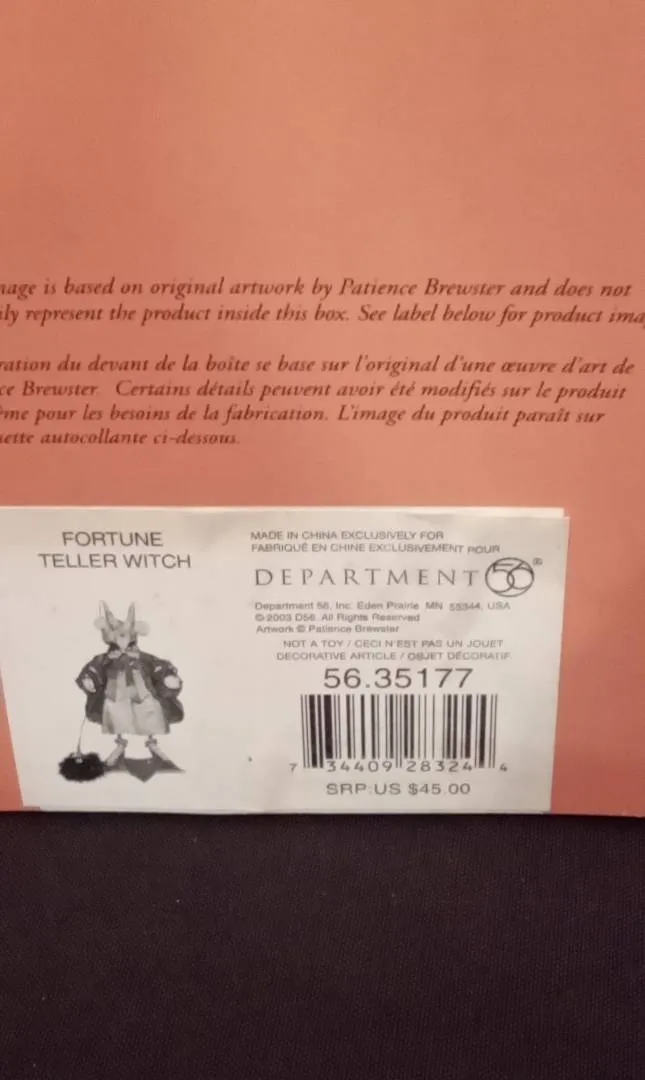 mage is based on original artwork by Patience Brewster and does not
ily represent the product inside this box. See label below for product ima
ration du devant de la boîte se base sur l'original d'une œuvre d'art de
ce Brewster. Certains détails peuvent avoir été modifiés sur le produit
ême pour les besoins de la fabrication. L'image du produit paraît sur
uette autocollante ci-dessous.
FORTUNE
TELLER WITCH
MADE IN CHINA EXCLUSIVELY FOR
FABRIQUÉ EN CHINE EXCLUSIVEMENT POUR
DEPARTMENT 56®
Department 56, Inc. Eden Prairie MN 55344, USA
© 2003 D56. All Rights Reserved
Artwork © Patience Brewster
NOT A TOY / CECI N'EST PAS UN JOUET
DECORATIVE ARTICLE / OBJET DÉCORATIF
56.35177
7 34409 28324 4
SRP:US $45.00